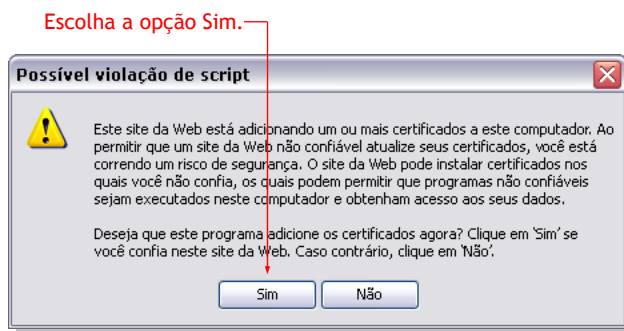 Escolha a opção Sim.
Possível violação de script
Este site da Web está adicionando um ou mais certificados a este computador. Ao
permitir que um site da Web não confiável atualize seus certificados, você está
correndo um risco de segurança. O site da Web pode instalar certificados nos
quais você não confia, os quais podem permitir que programas não confiáveis
sejam executados neste computador e obtenham acesso aos seus dados.
Deseja que este programa adicione os certificados agora? Clique em 'Sim' se
você confia neste site da Web. Caso contrário, clique em 'Não'.
Sim Não